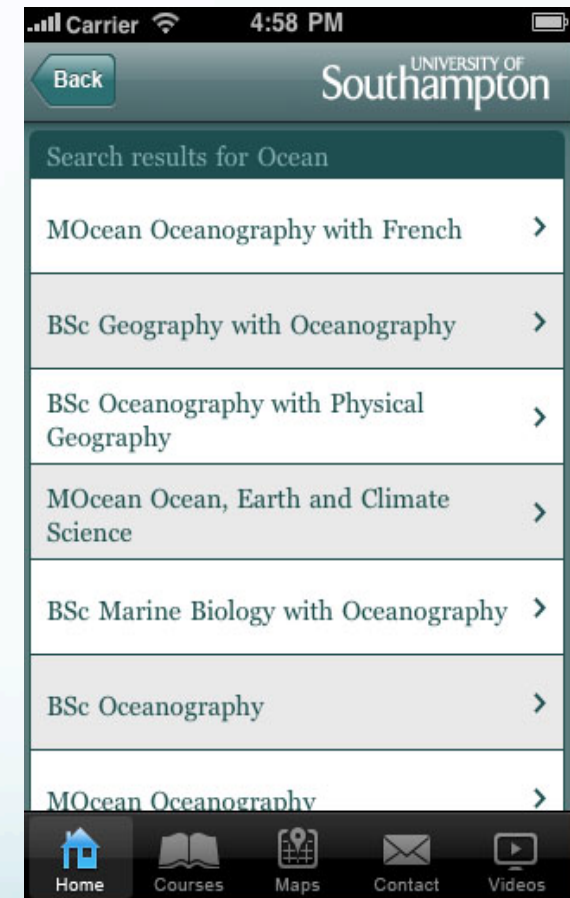 Carrier 4:58 PM
Back
UNIVERSITY OF
Southampton
Search results for Ocean
MOcean Oceanography with French
BSc Geography with Oceanography
BSc Oceanography with Physical
Geography
MOcean Ocean, Earth and Climate
Science
BSc Marine Biology with Oceanography
BSc Oceanography
MOcean Oceanography
Home Courses Maps Contact Videos